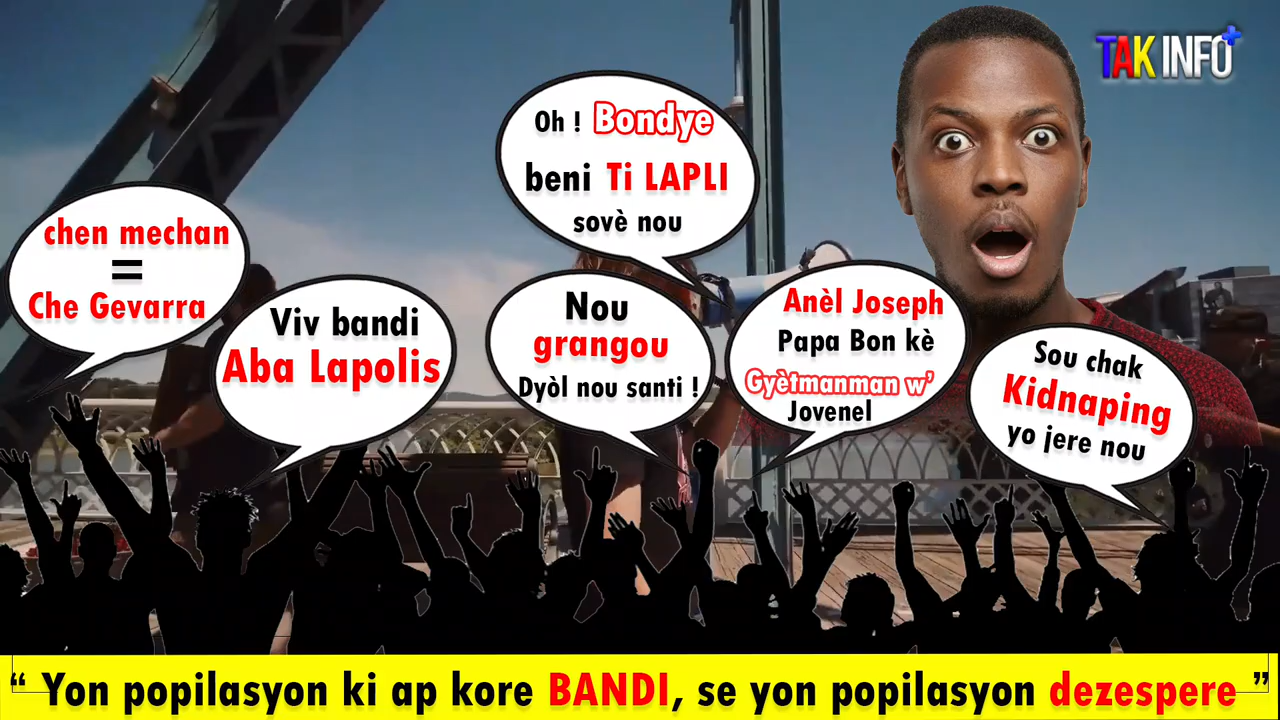 TAK INFO+
Oh ! Bondye
beni Ti LAPLI
sovè nou
chen mechan
=
Che Gevarra
Viv bandi
Aba Lapolis
Nou
grangou
Dyòl nou santi !
Anèl Joseph
Papa Bon kè
Gyètmanman w'
Jovenel
Sou chak
Kidnaping
yo jere nou
“ Yon popilasyon ki ap kore BANDI, se yon popilasyon dezespere ”